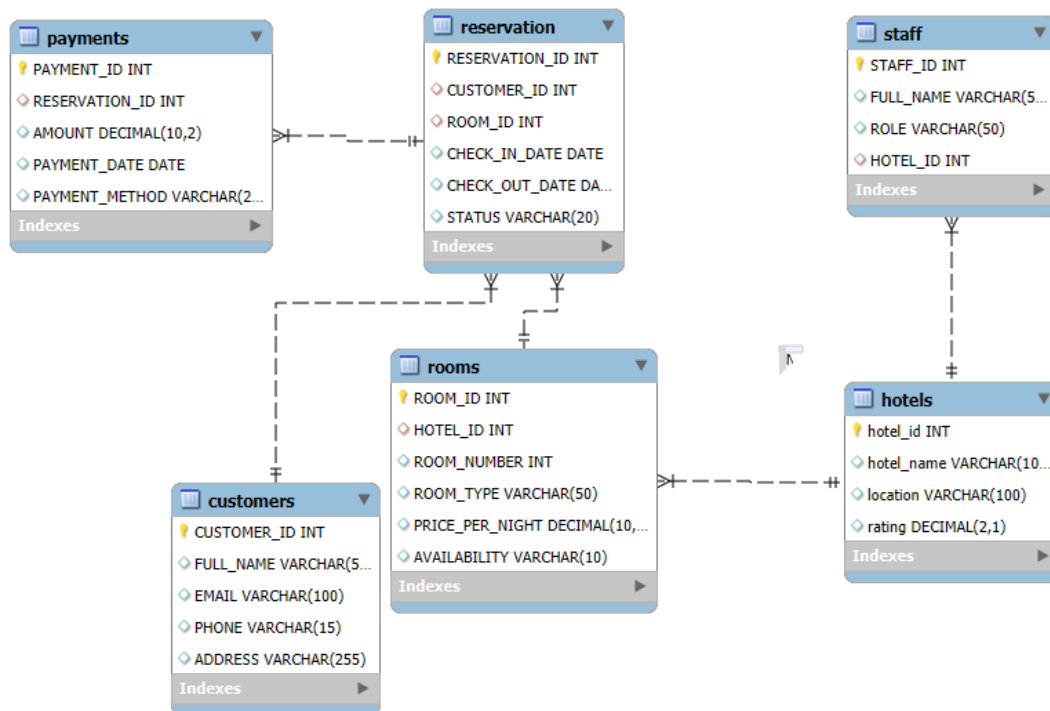 payments
PAYMENT_ID INT
RESERVATION_ID INT
AMOUNT DECIMAL(10,2)
PAYMENT_DATE DATE
PAYMENT_METHOD VARCHAR(2...
Indexes
reservation
RESERVATION_ID INT
CUSTOMER_ID INT
ROOM_ID INT
CHECK_IN_DATE DATE
CHECK_OUT_DATE DA...
STATUS VARCHAR(20)
Indexes
staff
STAFF_ID INT
FULL_NAME VARCHAR(5...
ROLE VARCHAR(50)
HOTEL_ID INT
Indexes
customers
CUSTOMER_ID INT
FULL_NAME VARCHAR(5...
EMAIL VARCHAR(100)
PHONE VARCHAR(15)
ADDRESS VARCHAR(255)
Indexes
rooms
ROOM_ID INT
HOTEL_ID INT
ROOM_NUMBER INT
ROOM_TYPE VARCHAR(50)
PRICE_PER_NIGHT DECIMAL(10,...
AVAILABILITY VARCHAR(10)
Indexes
hotels
hotel_id INT
hotel_name VARCHAR(10...
location VARCHAR(100)
rating DECIMAL(2,1)
Indexes